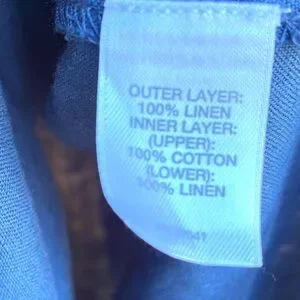 OUTER LAYER:
100% LINEN
INNER LAYER:
(UPPER):
100% COTTON
(LOWER):
100% LINEN